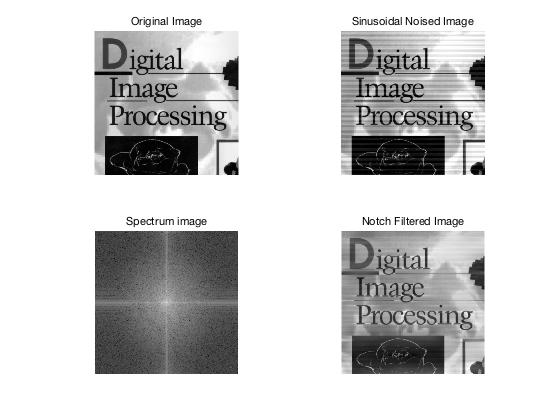 Original Image
Sinusoidal Noised Image
Digital
Image
Processing
Digital
Image
Processing
Spectrum image
Notch Filtered Image
Digital
Image
Processing